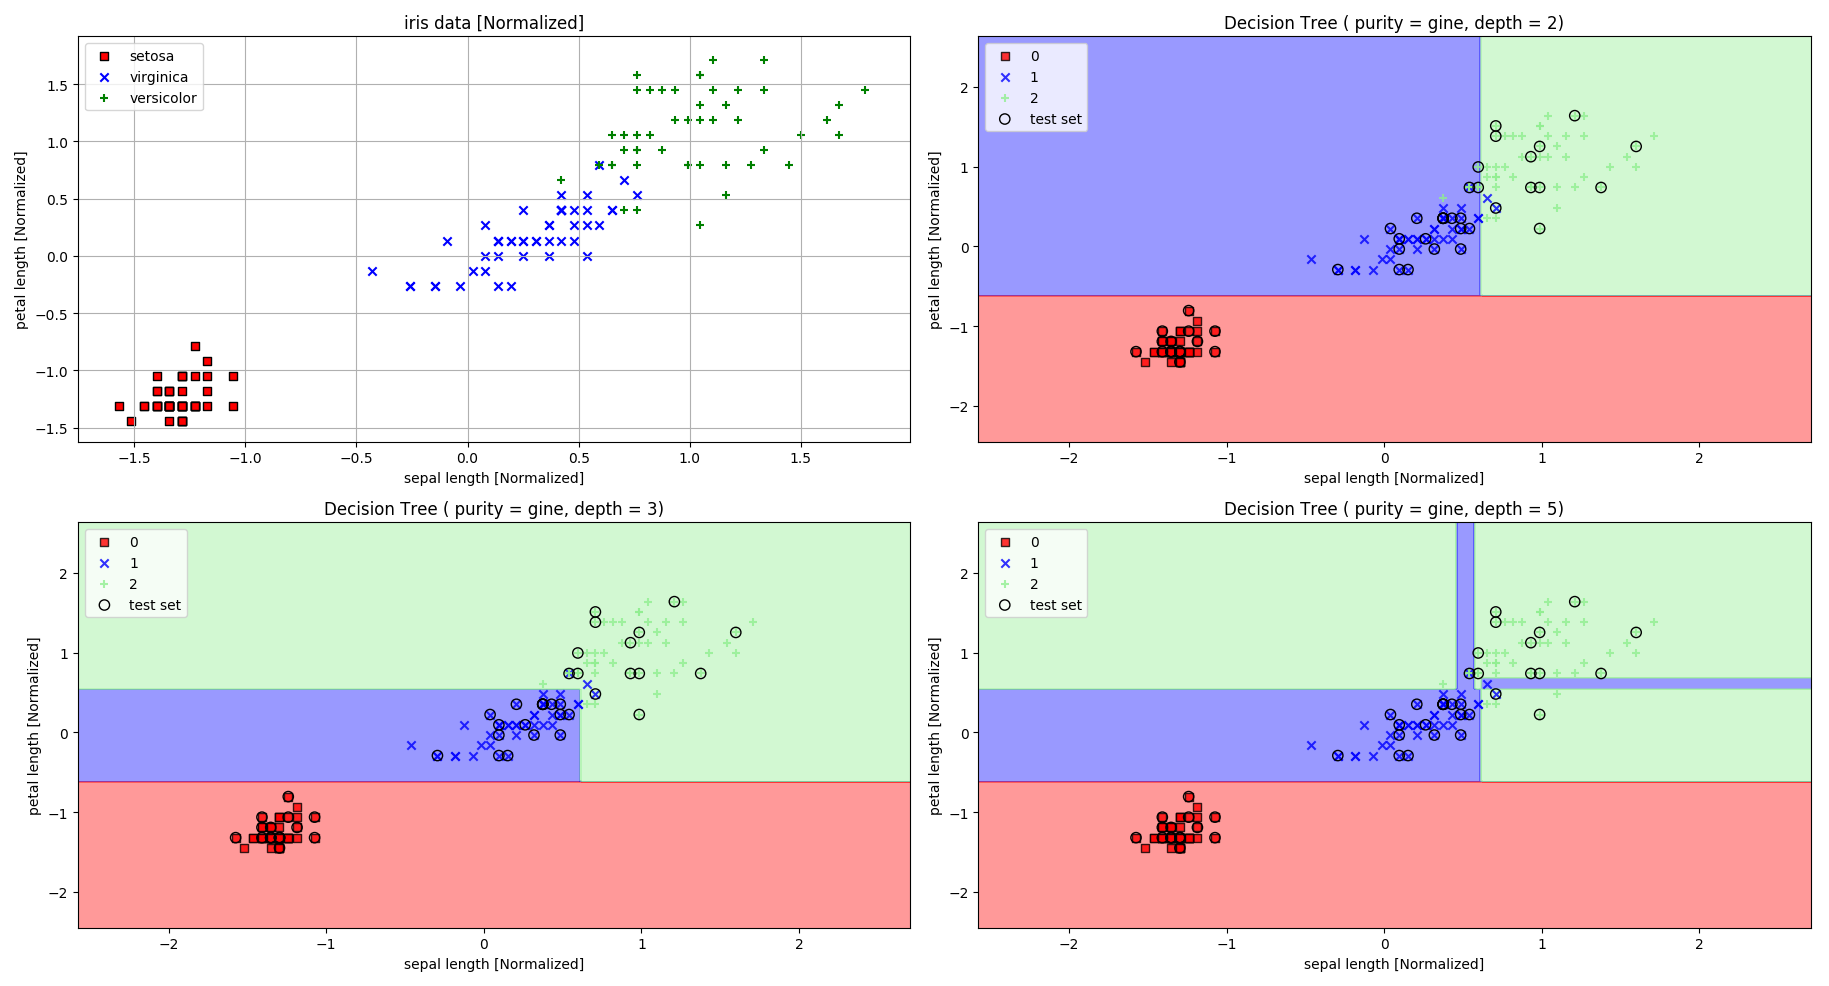 iris data [Normalized]
setosa
virginica
versicolor
1.5
1.0
0.5
0.0
−0.5
−1.0
−1.5
petal length [Normalized]
−1.5
−1.0
−0.5
0.0
0.5
1.0
1.5
sepal length [Normalized]
Decision Tree ( purity = gine, depth = 2)
0
1
2
test set
2
1
0
−1
−2
petal length [Normalized]
−2
−1
0
1
2
sepal length [Normalized]
Decision Tree ( purity = gine, depth = 3)
0
1
2
test set
2
1
0
−1
−2
petal length [Normalized]
−2
−1
0
1
2
sepal length [Normalized]
Decision Tree ( purity = gine, depth = 5)
0
1
2
test set
2
1
0
−1
−2
petal length [Normalized]
−2
−1
0
1
2
sepal length [Normalized]